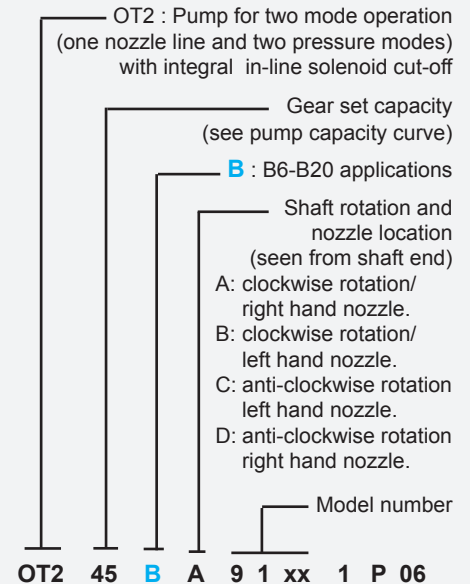 OT2 : Pump for two mode operation
(one nozzle line and two pressure modes)
with integral in-line solenoid cut-off
Gear set capacity
(see pump capacity curve)
B : B6-B20 applications
Shaft rotation and
nozzle location
(seen from shaft end)
A: clockwise rotation/
right hand nozzle.
B: clockwise rotation/
left hand nozzle.
C: anti-clockwise rotation
left hand nozzle.
D: anti-clockwise rotation
right hand nozzle.
Model number
OT2 45 B A 9 1 xx 1 P 06